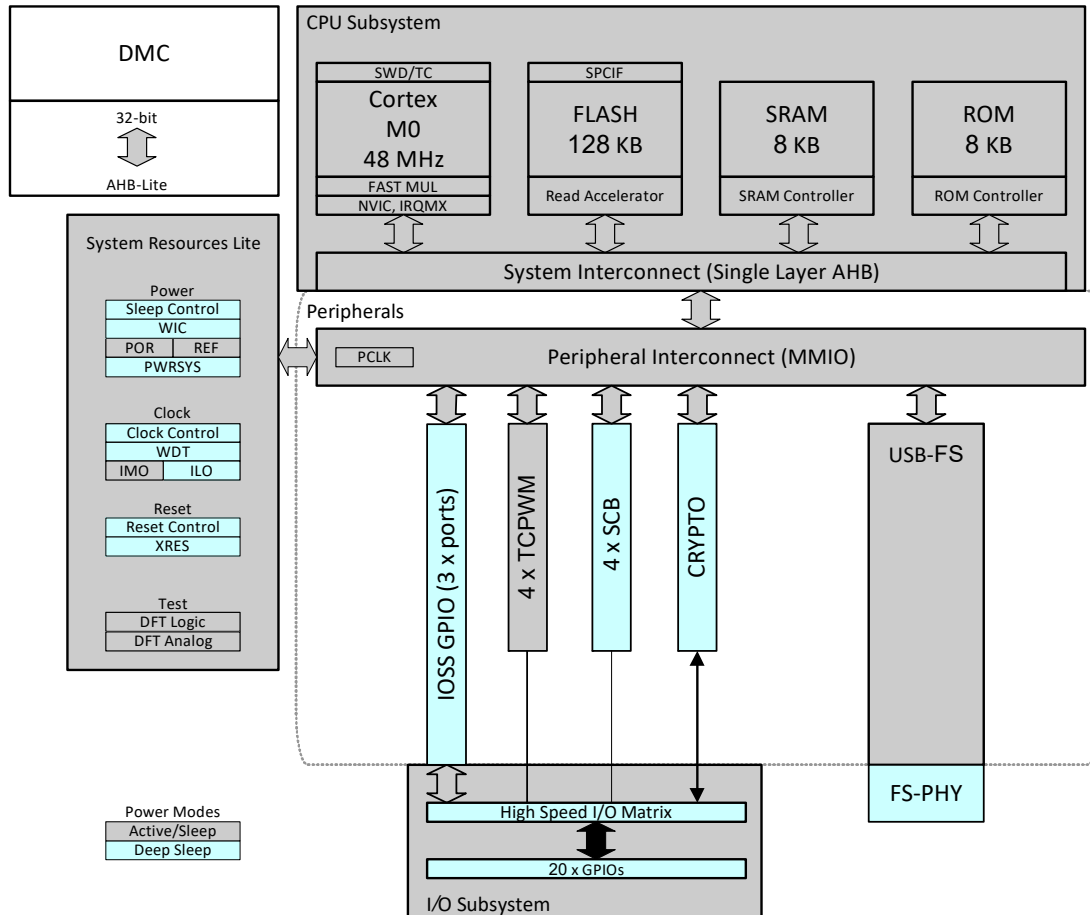 DMC
32-bit
AHB-Lite
CPU Subsystem
SWD/TC
Cortex
M0
48 MHz
FAST MUL
NVIC, IRQMX
SPCIF
FLASH
128 KB
Read Accelerator
SRAM
8 KB
SRAM Controller
ROM
8 KB
ROM Controller
System Interconnect (Single Layer AHB)
System Resources Lite
Power
Sleep Control
WIC
POR
REF
PWRSYS
Clock
Clock Control
WDT
IMO
ILO
Reset
Reset Control
XRES
Test
DFT Logic
DFT Analog
Peripherals
PCLK
Peripheral Interconnect (MMIO)
IOSS GPIO (3 x ports)
4 x TCPWM
4 x SCB
CRYPTO
USB-FS
FS-PHY
High Speed I/O Matrix
20 x GPIOs
I/O Subsystem
Power Modes
Active/Sleep
Deep Sleep